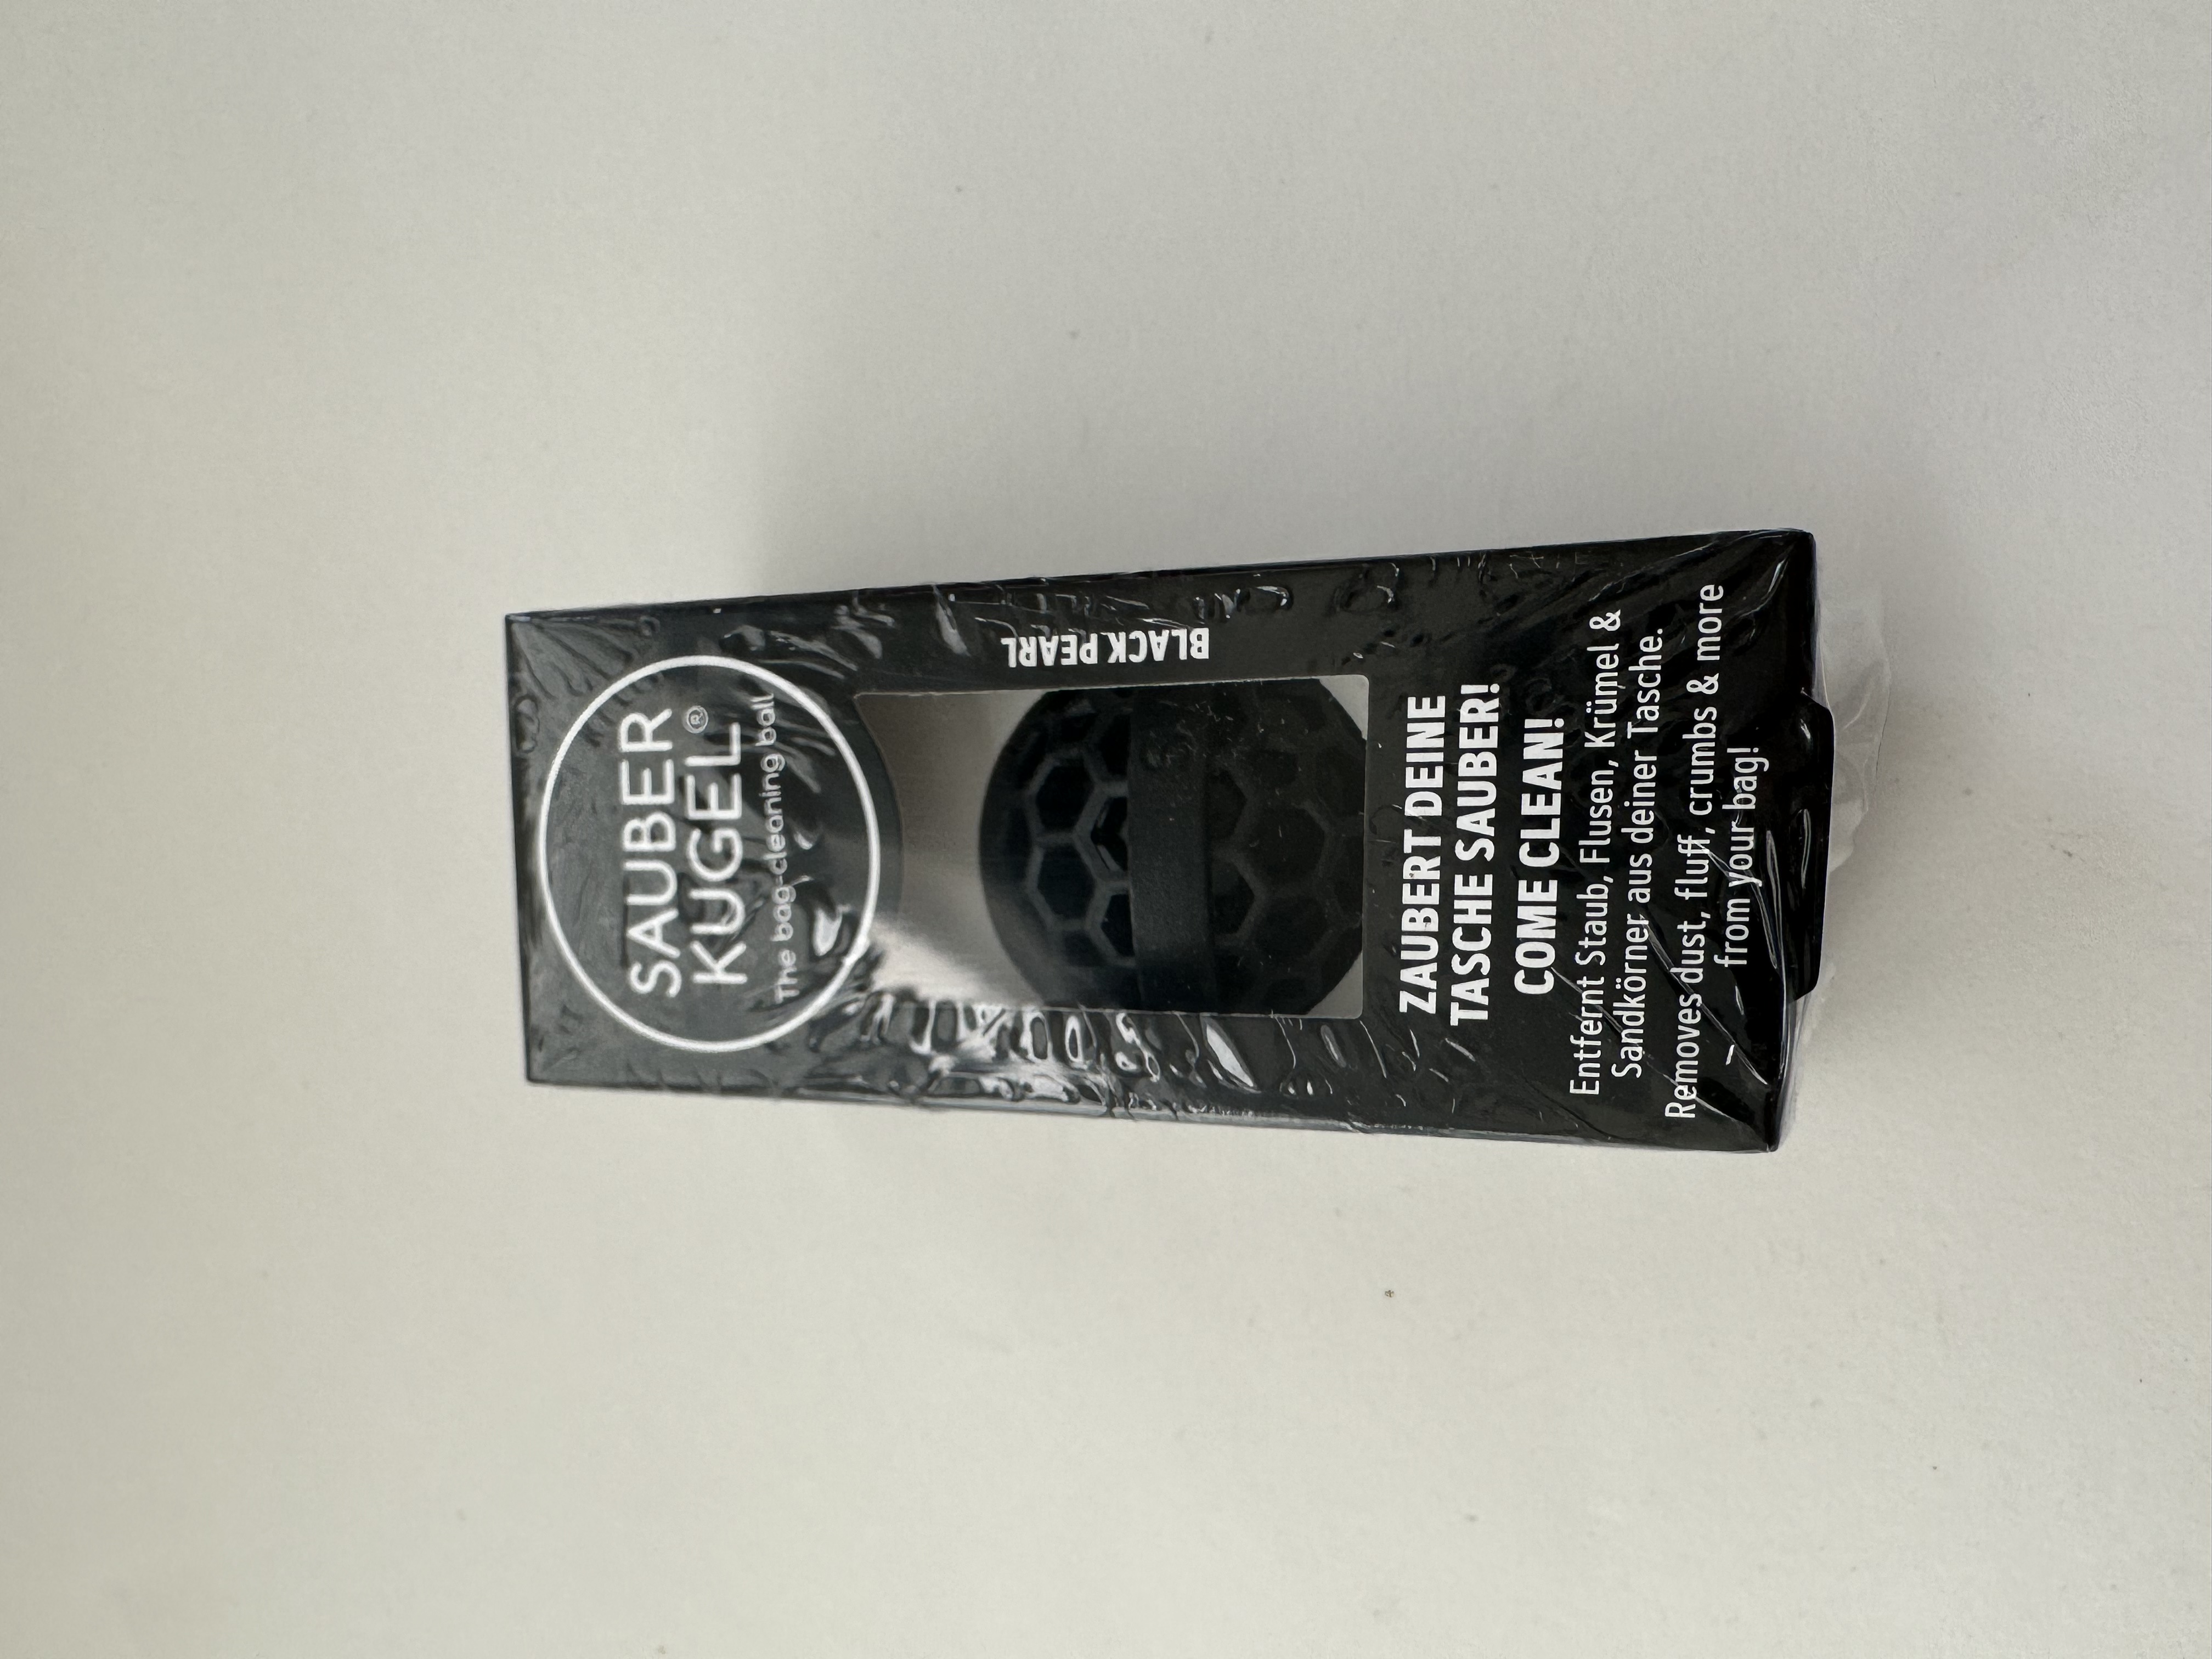 SAUBER
KUGEL®
The bag-cleaning ball
BLACK PEARL
ZAUBERT DEINE
TASCHE SAUBER!
COME CLEAN!
Entfernt Staub, Flusen, Krümel &
Sandkörner aus deiner Tasche.
Removes dust, fluff, crumbs & more
from your bag!